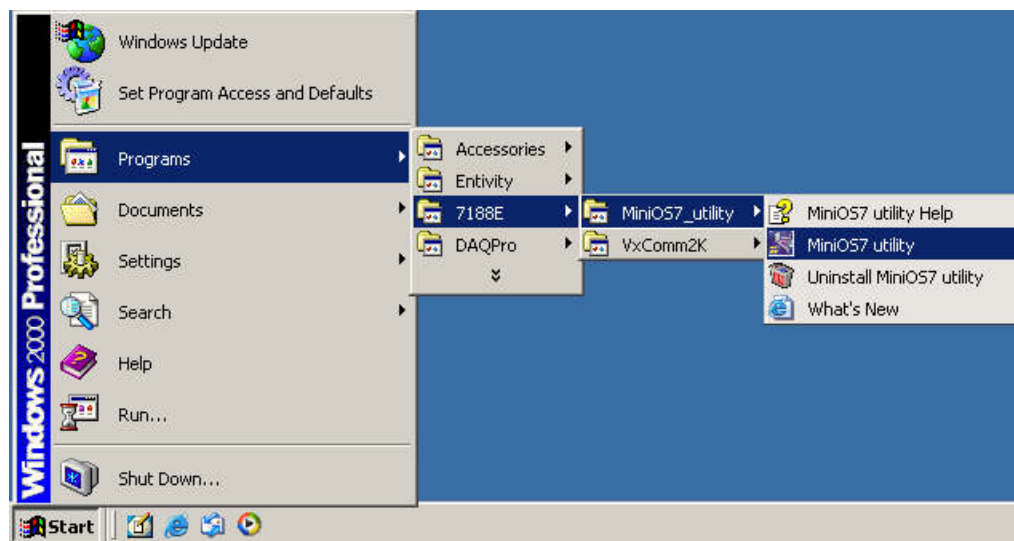 Windows 2000 Professional
Windows Update
Set Program Access and Defaults
Programs
Documents
Settings
Search
Help
Run...
Shut Down...
Accessories
Entivity
7188E
DAQPro
MiniOS7_utility
VxComm2K
MiniOS7 utility Help
MiniOS7 utility
Uninstall MiniOS7 utility
What's New
Start